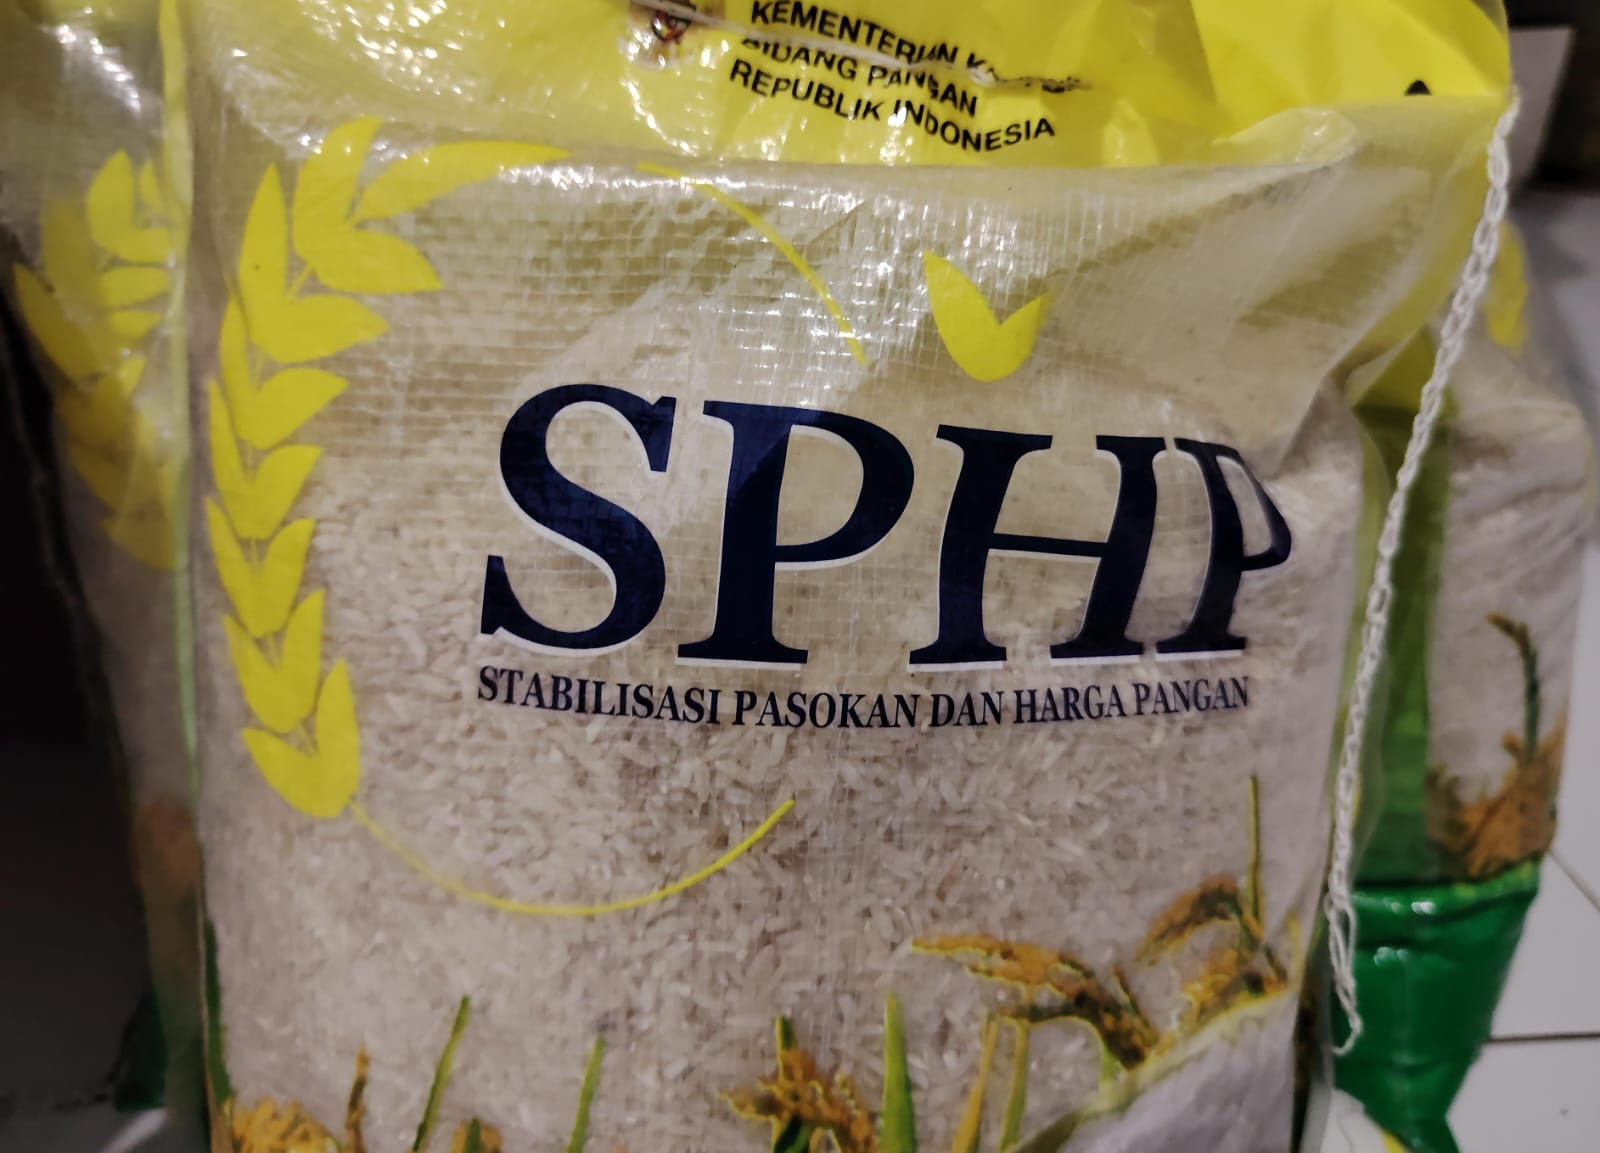 KEMENTERIAN
BIDANG PANGAN
REPUBLIK INDONESIA
SPHP
STABILISASI PASOKAN DAN HARGA PANGAN